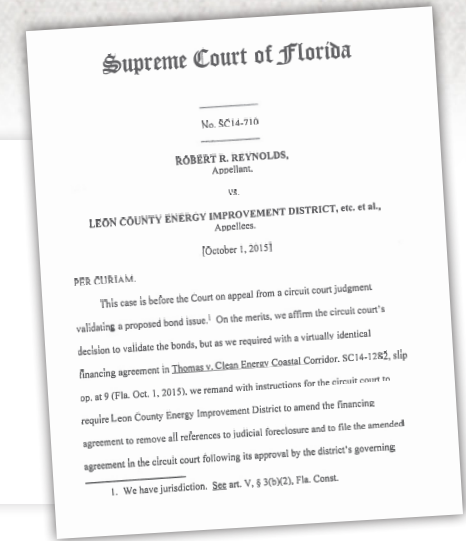 Supreme Court of Florida
No. SC14-710
ROBERT R. REYNOLDS,
Appellant,
vs.
LEON COUNTY ENERGY IMPROVEMENT DISTRICT, etc. et al.,
Appellees.
[October 1, 2015]
PER CURIAM.
This case is before the Court on appeal from a circuit court judgment
validating a proposed bond issue.1 On the merits, we affirm the circuit court's
decision to validate the bonds, but as we required with a virtually identical
financing agreement in Thomas v. Clean Energy Coastal Corridor. SC14-1282, slip
op. at 9 (Fla. Oct. 1, 2015), we remand with instructions for the circuit court to
require Leon County Energy Improvement District to amend the financing
agreement to remove all references to judicial foreclosure and to file the amended
agreement in the circuit court following its approval by the district's governing
1. We have jurisdiction. See art. V, § 3(b)(2), Fla. Const.